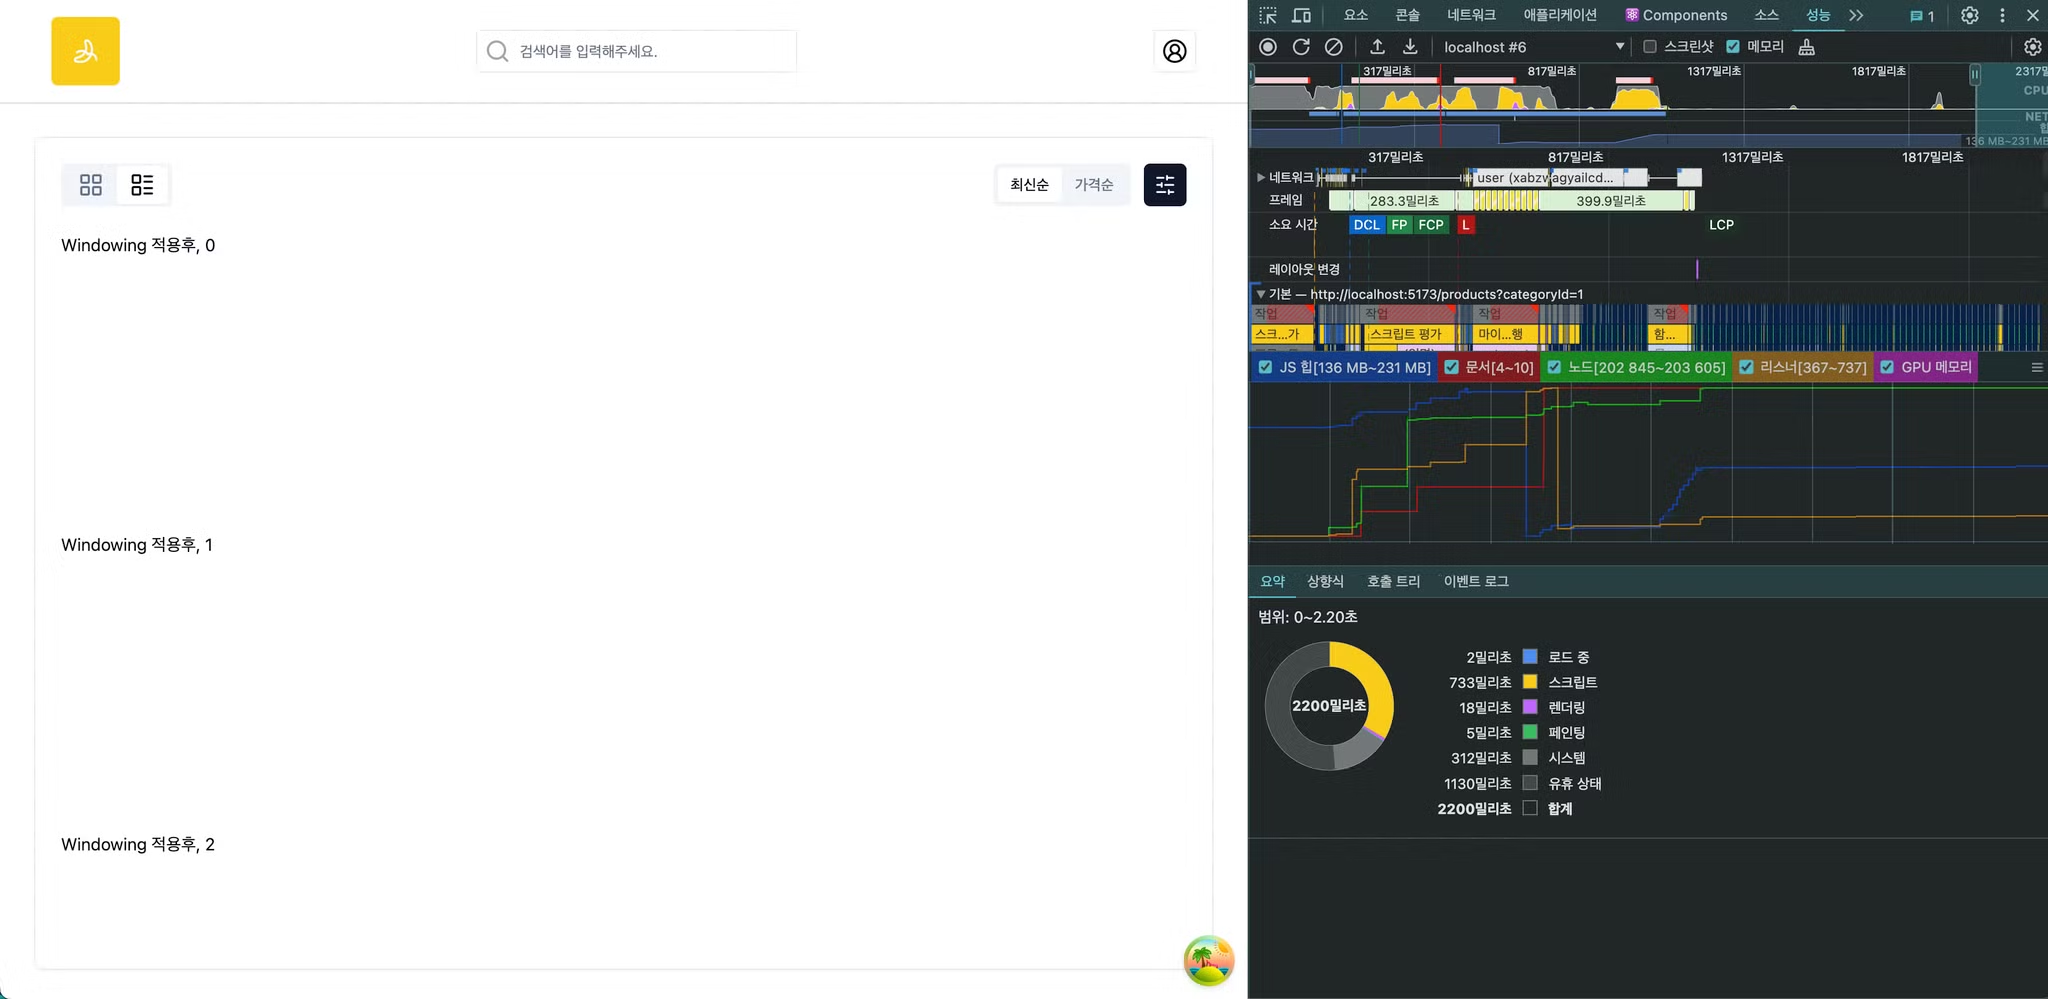 검색어를 입력해주세요.
최신순 가격순
Windowing 적용후, 0
Windowing 적용후, 1
Windowing 적용후, 2
요소 콘솔 네트워크 애플리케이션 Components 소스 성능 1
localhost #6 스크린샷 메모리
317밀리초 817밀리초 1317밀리초 1817밀리초
CPU
NET
136 MB~231 MB
317밀리초 817밀리초 1317밀리초 1817밀리초
네트워크 user (xabzwagyailcd...
프레임 283.3밀리초 399.9밀리초
소요 시간 DCL FP FCP L LCP
레이아웃 변경
기본 — http://localhost:5173/products?categoryId=1
작업 작업 작업 작업
스크...가 스크립트 평가 마이...행 함...
JS 힙[136 MB~231 MB] 문서[4~10] 노드[202 845~203 605] 리스너[367~737] GPU 메모리
요약 상향식 호출 트리 이벤트 로그
범위: 0~2.20초
2200밀리초
2밀리초 로드 중
733밀리초 스크립트
18밀리초 렌더링
5밀리초 페인팅
312밀리초 시스템
1130밀리초 유휴 상태
2200밀리초 합계